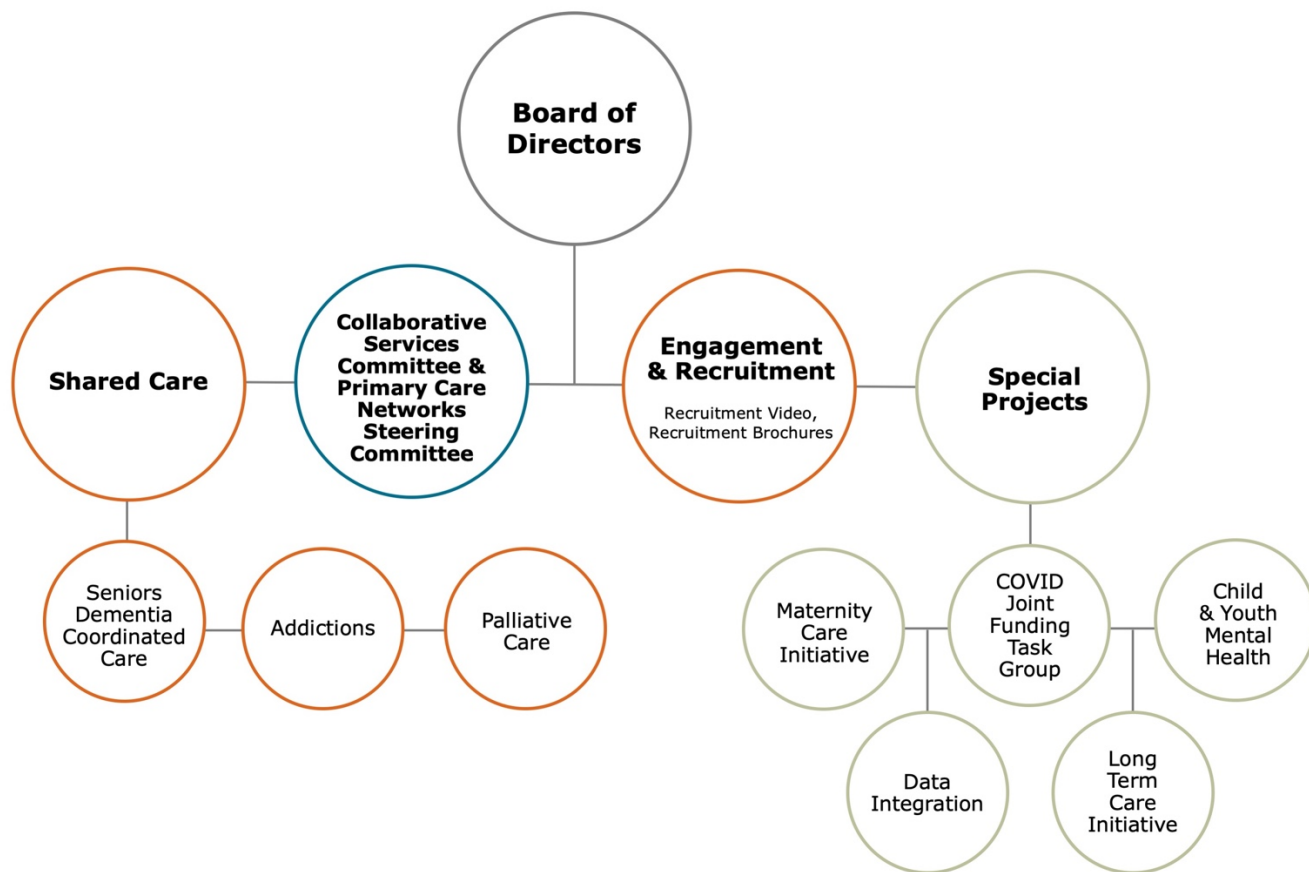 Board of
Directors
Shared Care
Collaborative
Services
Committee &
Primary Care
Networks
Steering
Committee
Engagement
& Recruitment
Recruitment Video,
Recruitment Brochures
Special
Projects
Seniors
Dementia
Coordinated
Care
Addictions
Palliative
Care
Maternity
Care
Initiative
COVID
Joint
Funding
Task
Group
Child
& Youth
Mental
Health
Data
Integration
Long
Term
Care
Initiative